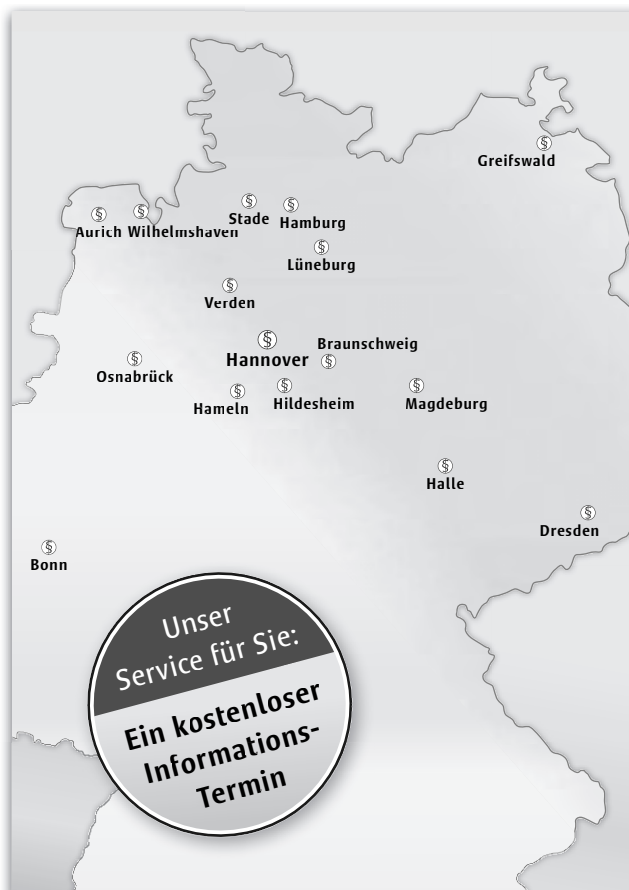 Greifswald
Stade
Hamburg
Aurich Wilhelmshaven
Lüneburg
Verden
Braunschweig
Hannover
Osnabrück
Hameln
Hildesheim
Magdeburg
Halle
Dresden
Bonn
Unser
Service für Sie:
Ein kostenloser
Informations-
Termin